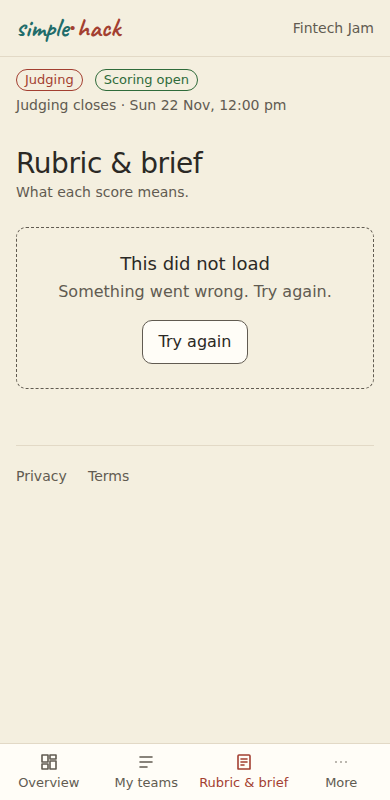 simple·hack
Fintech Jam
Judging
Scoring open
Judging closes · Sun 22 Nov, 12:00 pm
Rubric & brief
What each score means.
This did not load
Something went wrong. Try again.
Try again
Privacy
Terms
Overview
My teams
Rubric & brief
More